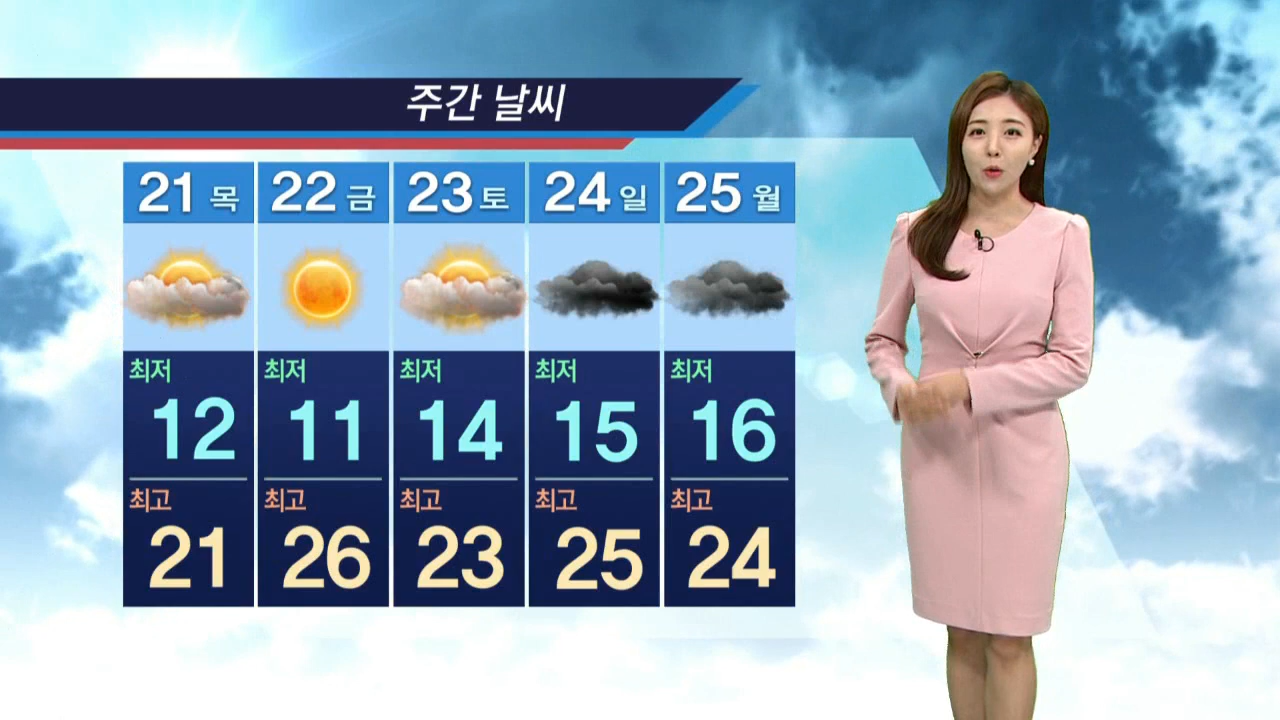 주간 날씨
21 목 22 금 23 토 24 일 25 월
최저 최저 최저 최저 최저
12 11 14 15 16
최고 최고 최고 최고 최고
21 26 23 25 24